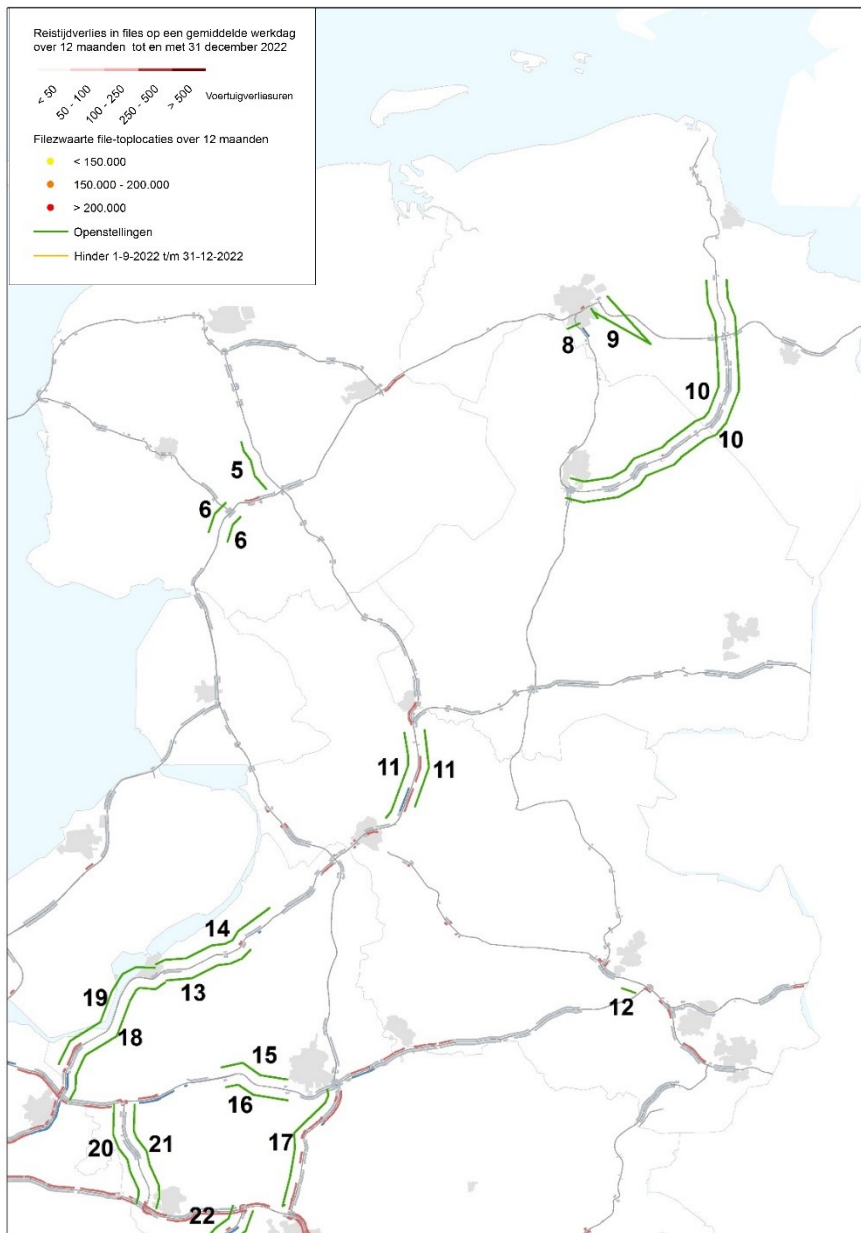 Reistijdverlies in files op een gemiddelde werkdag
over 12 maanden tot en met 31 december 2022
< 50
50 - 100
100 - 250
250 - 500
> 500
Voertuigverliesuren
Filezwaarte file-toplocaties over 12 maanden
< 150.000
150.000 - 200.000
> 200.000
Openstellingen
Hinder 1-9-2022 t/m 31-12-2022
8
9
10
10
5
6
6
11
11
14
13
19
18
12
15
16
17
20
21
22